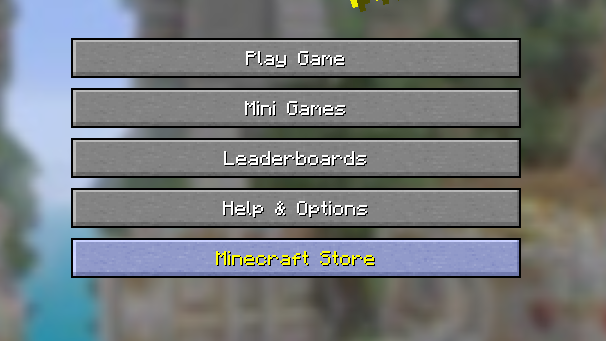 Play Game
Mini Games
Leaderboards
Help & Options
Minecraft Store